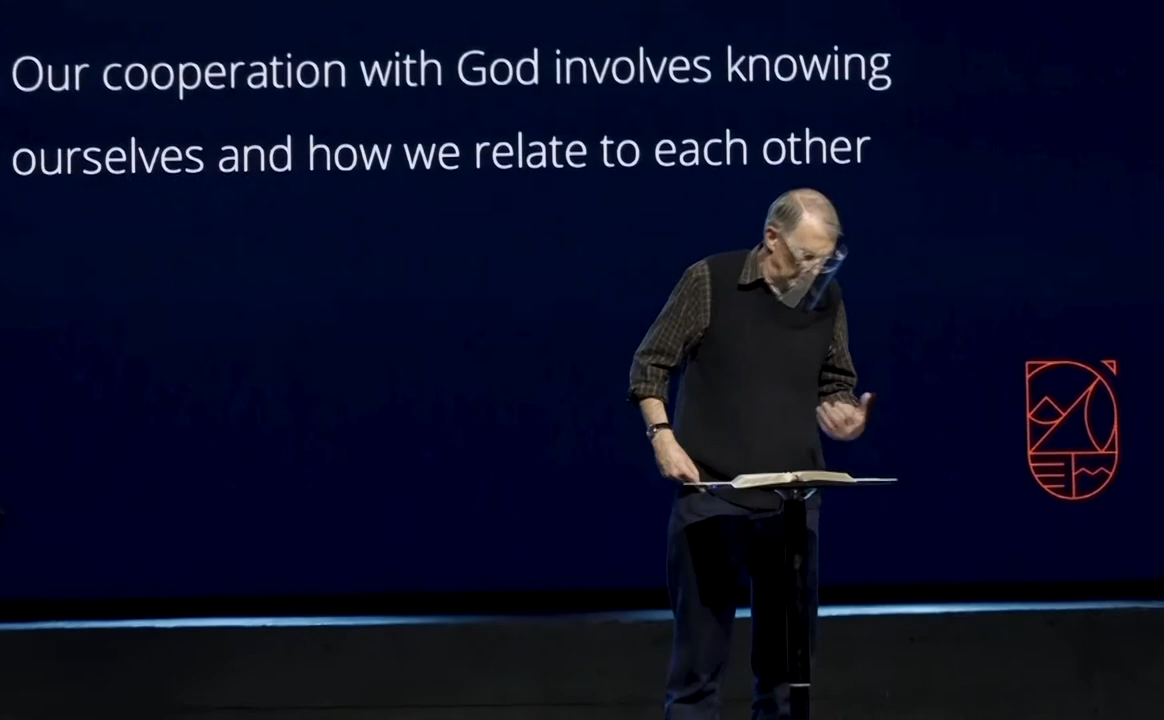 Our cooperation with God involves knowing
ourselves and how we relate to each other